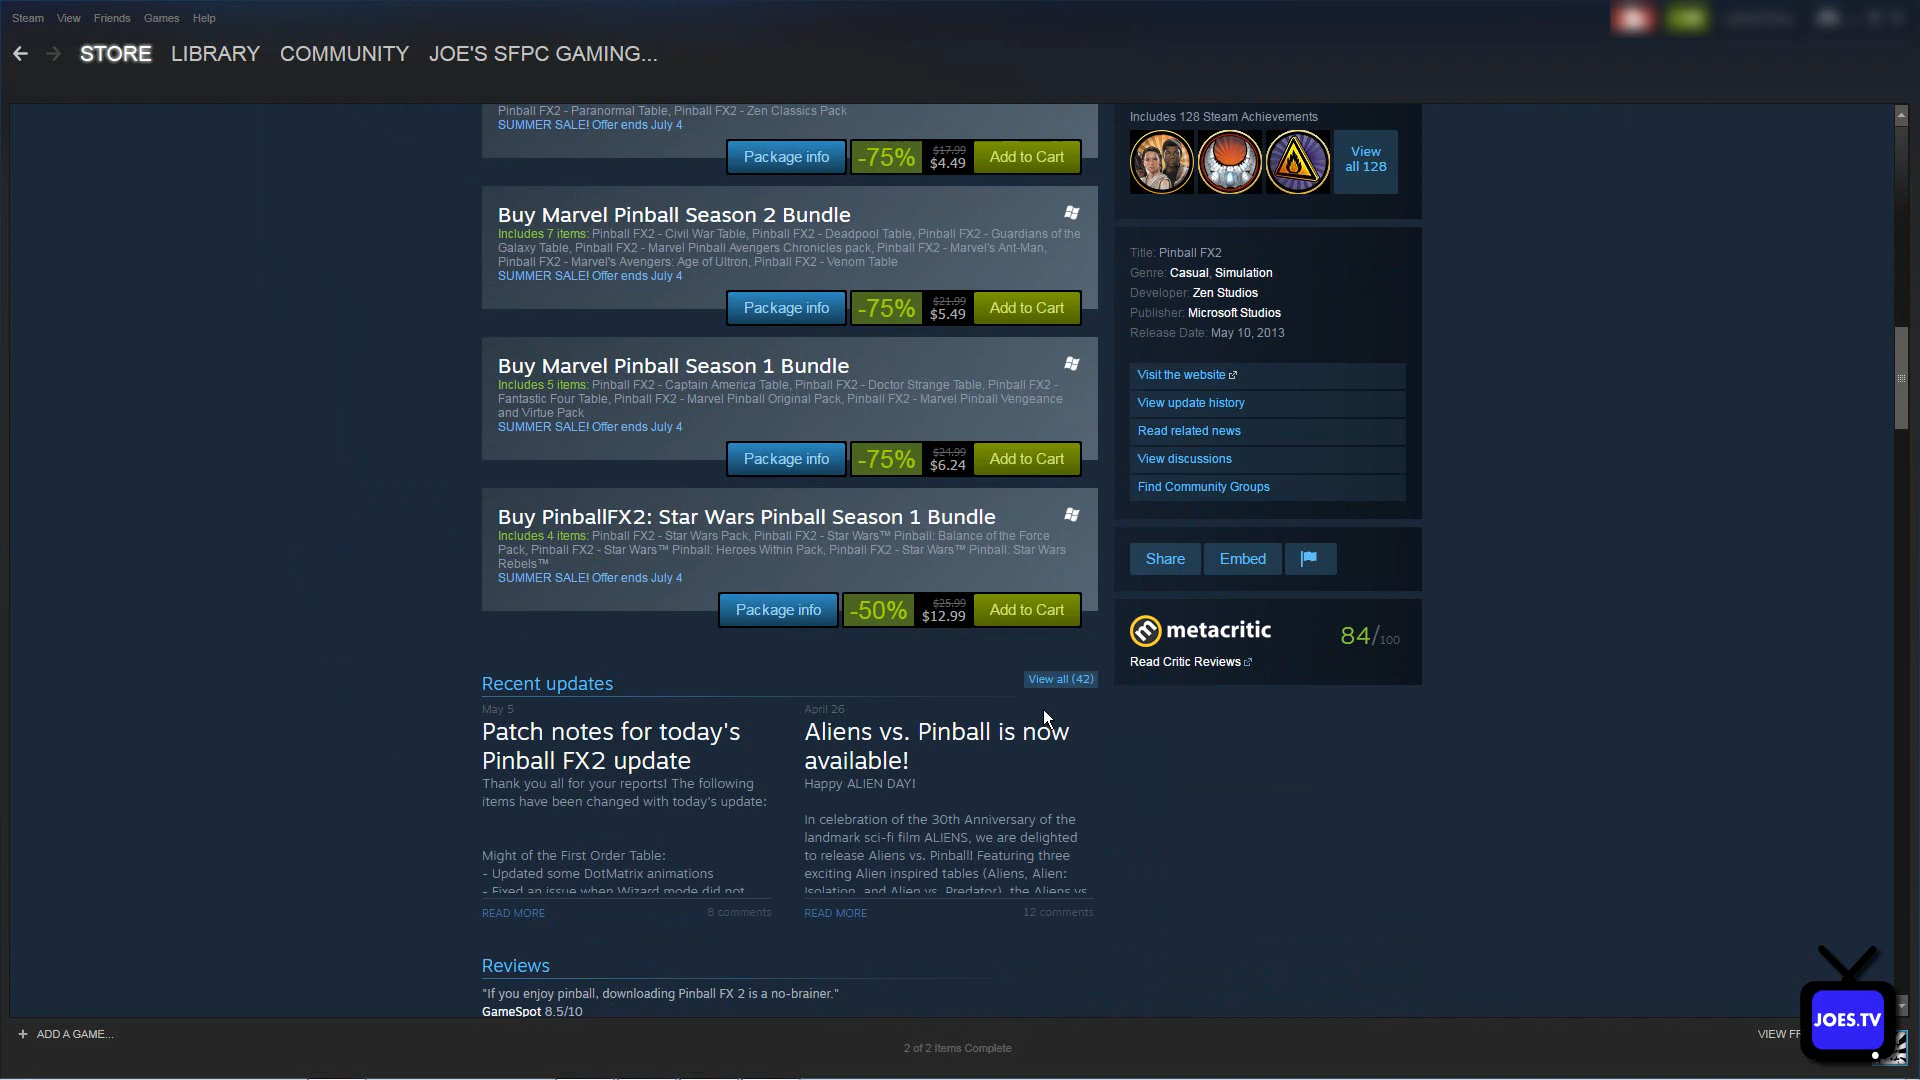 Steam View Friends Games Help
STORE LIBRARY COMMUNITY JOE'S SFPC GAMING...
Pinball FX2 - Paranormal Table, Pinball FX2 - Zen Classics Pack
SUMMER SALE! Offer ends July 4
Package info -75% $17.99 $4.49 Add to Cart
Buy Marvel Pinball Season 2 Bundle
Includes 7 items: Pinball FX2 - Civil War Table, Pinball FX2 - Deadpool Table, Pinball FX2 - Guardians of the
Galaxy Table, Pinball FX2 - Marvel Pinball Avengers Chronicles pack, Pinball FX2 - Marvel's Ant-Man,
Pinball FX2 - Marvel's Avengers: Age of Ultron, Pinball FX2 - Venom Table
SUMMER SALE! Offer ends July 4
Package info -75% $21.99 $5.49 Add to Cart
Buy Marvel Pinball Season 1 Bundle
Includes 5 items: Pinball FX2 - Captain America Table, Pinball FX2 - Doctor Strange Table, Pinball FX2 -
Fantastic Four Table, Pinball FX2 - Marvel Pinball Original Pack, Pinball FX2 - Marvel Pinball Vengeance
and Virtue Pack
SUMMER SALE! Offer ends July 4
Package info -75% $24.99 $6.24 Add to Cart
Buy PinballFX2: Star Wars Pinball Season 1 Bundle
Includes 4 items: Pinball FX2 - Star Wars Pack, Pinball FX2 - Star Wars™ Pinball: Balance of the Force
Pack, Pinball FX2 - Star Wars™ Pinball: Heroes Within Pack, Pinball FX2 - Star Wars™ Pinball: Star Wars
Rebels™
SUMMER SALE! Offer ends July 4
Package info -50% $25.99 $12.99 Add to Cart
Recent updates
View all (42)
May 5
Patch notes for today's
Pinball FX2 update
Thank you all for your reports! The following
items have been changed with today's update:
Might of the First Order Table:
- Updated some DotMatrix animations
- Fixed an issue when Wizard mode did not
READ MORE 8 comments
April 26
Aliens vs. Pinball is now
available!
Happy ALIEN DAY!
In celebration of the 30th Anniversary of the
landmark sci-fi film ALIENS, we are delighted
to release Aliens vs. Pinball! Featuring three
exciting Alien inspired tables (Aliens, Alien:
Isolation, and Alien vs. Predator), the Aliens vs
READ MORE 12 comments
Reviews
"If you enjoy pinball, downloading Pinball FX 2 is a no-brainer."
GameSpot 8.5/10
Includes 128 Steam Achievements
View
all 128
Title: Pinball FX2
Genre: Casual, Simulation
Developer: Zen Studios
Publisher: Microsoft Studios
Release Date: May 10, 2013
Visit the website
View update history
Read related news
View discussions
Find Community Groups
Share Embed
metacritic 84/100
Read Critic Reviews
+ ADD A GAME...
2 of 2 Items Complete
VIEW
JOES.TV